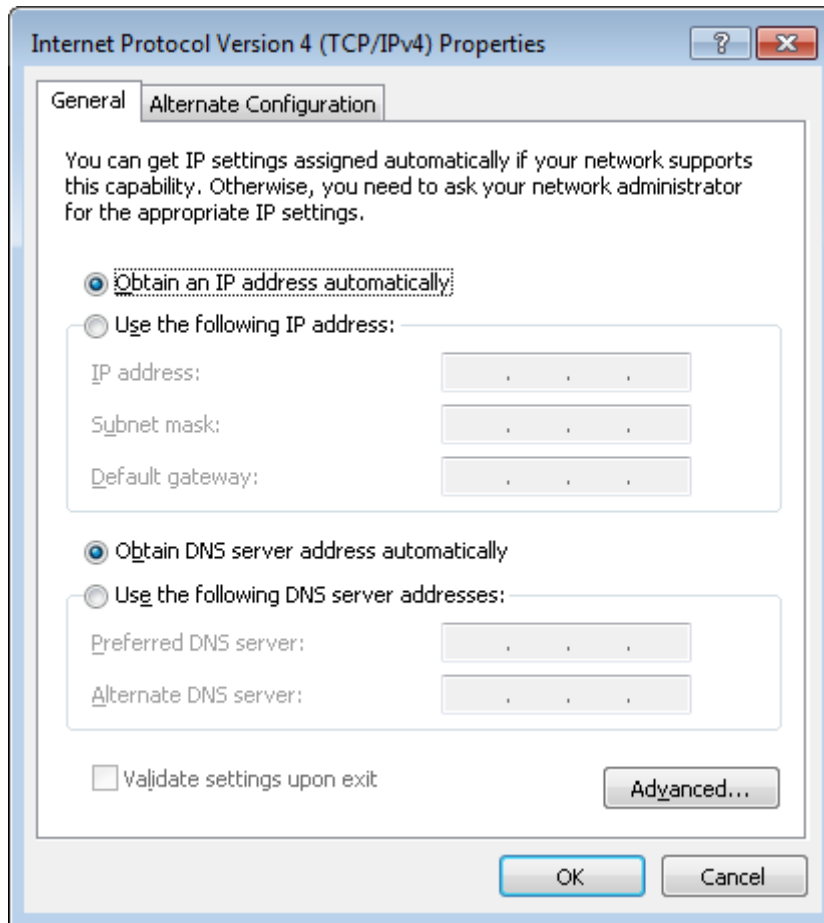 Internet Protocol Version 4 (TCP/IPv4) Properties
General
Alternate Configuration
You can get IP settings assigned automatically if your network supports
this capability. Otherwise, you need to ask your network administrator
for the appropriate IP settings.
Obtain an IP address automatically
Use the following IP address:
IP address:
Subnet mask:
Default gateway:
Obtain DNS server address automatically
Use the following DNS server addresses:
Preferred DNS server:
Alternate DNS server:
Validate settings upon exit
Advanced...
OK
Cancel